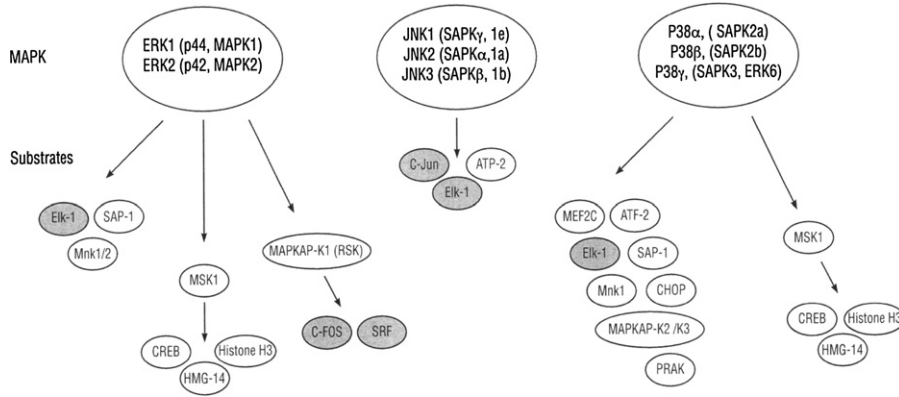 MAPK
ERK1 (p44, MAPK1)
ERK2 (p42, MAPK2)
JNK1 (SAPKγ, 1e)
JNK2 (SAPKα,1a)
JNK3 (SAPKβ, 1b)
P38α, ( SAPK2a)
P38β, (SAPK2b)
P38γ, (SAPK3, ERK6)
Substrates
Elk-1
SAP-1
Mnk1/2
MSK1
CREB
Histone H3
HMG-14
MAPKAP-K1 (RSK)
C-FOS
SRF
C-Jun
ATP-2
Elk-1
MEF2C
ATF-2
Elk-1
SAP-1
Mnk1
CHOP
MAPKAP-K2 /K3
PRAK
MSK1
CREB
Histone H3
HMG-14